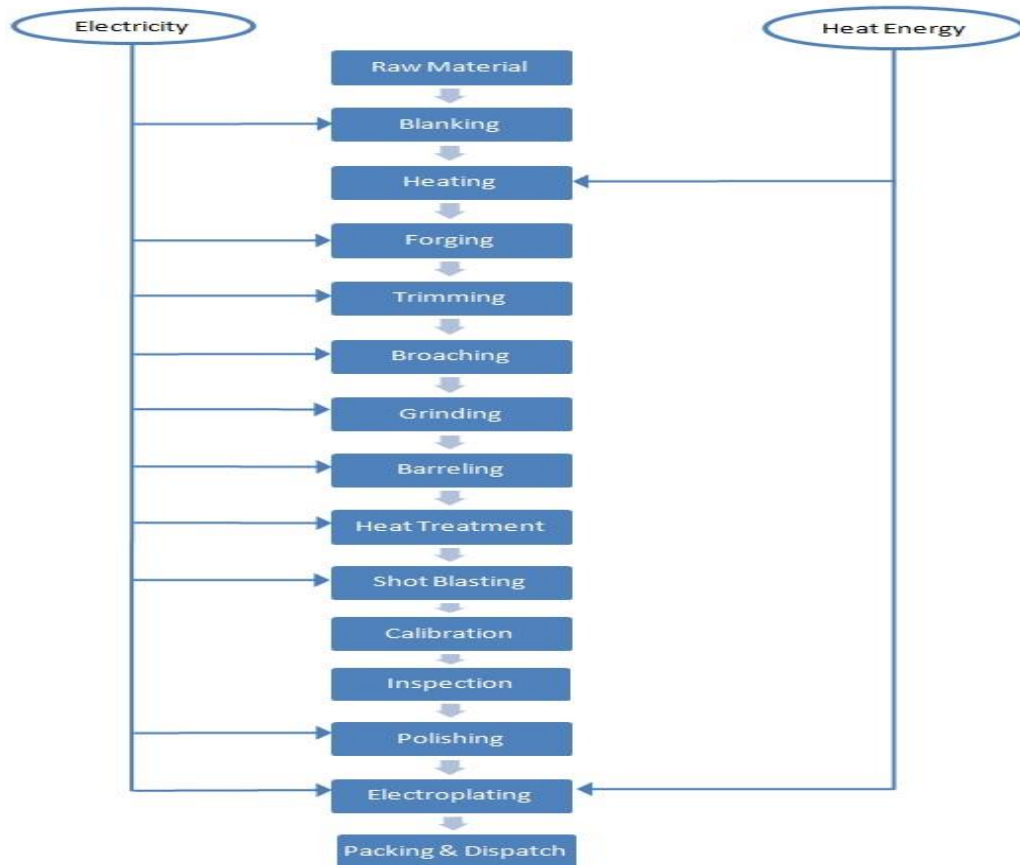 Electricity
Heat Energy
Raw Material
Blanking
Heating
Forging
Trimming
Broaching
Grinding
Barreling
Heat Treatment
Shot Blasting
Calibration
Inspection
Polishing
Electroplating
Packing & Dispatch